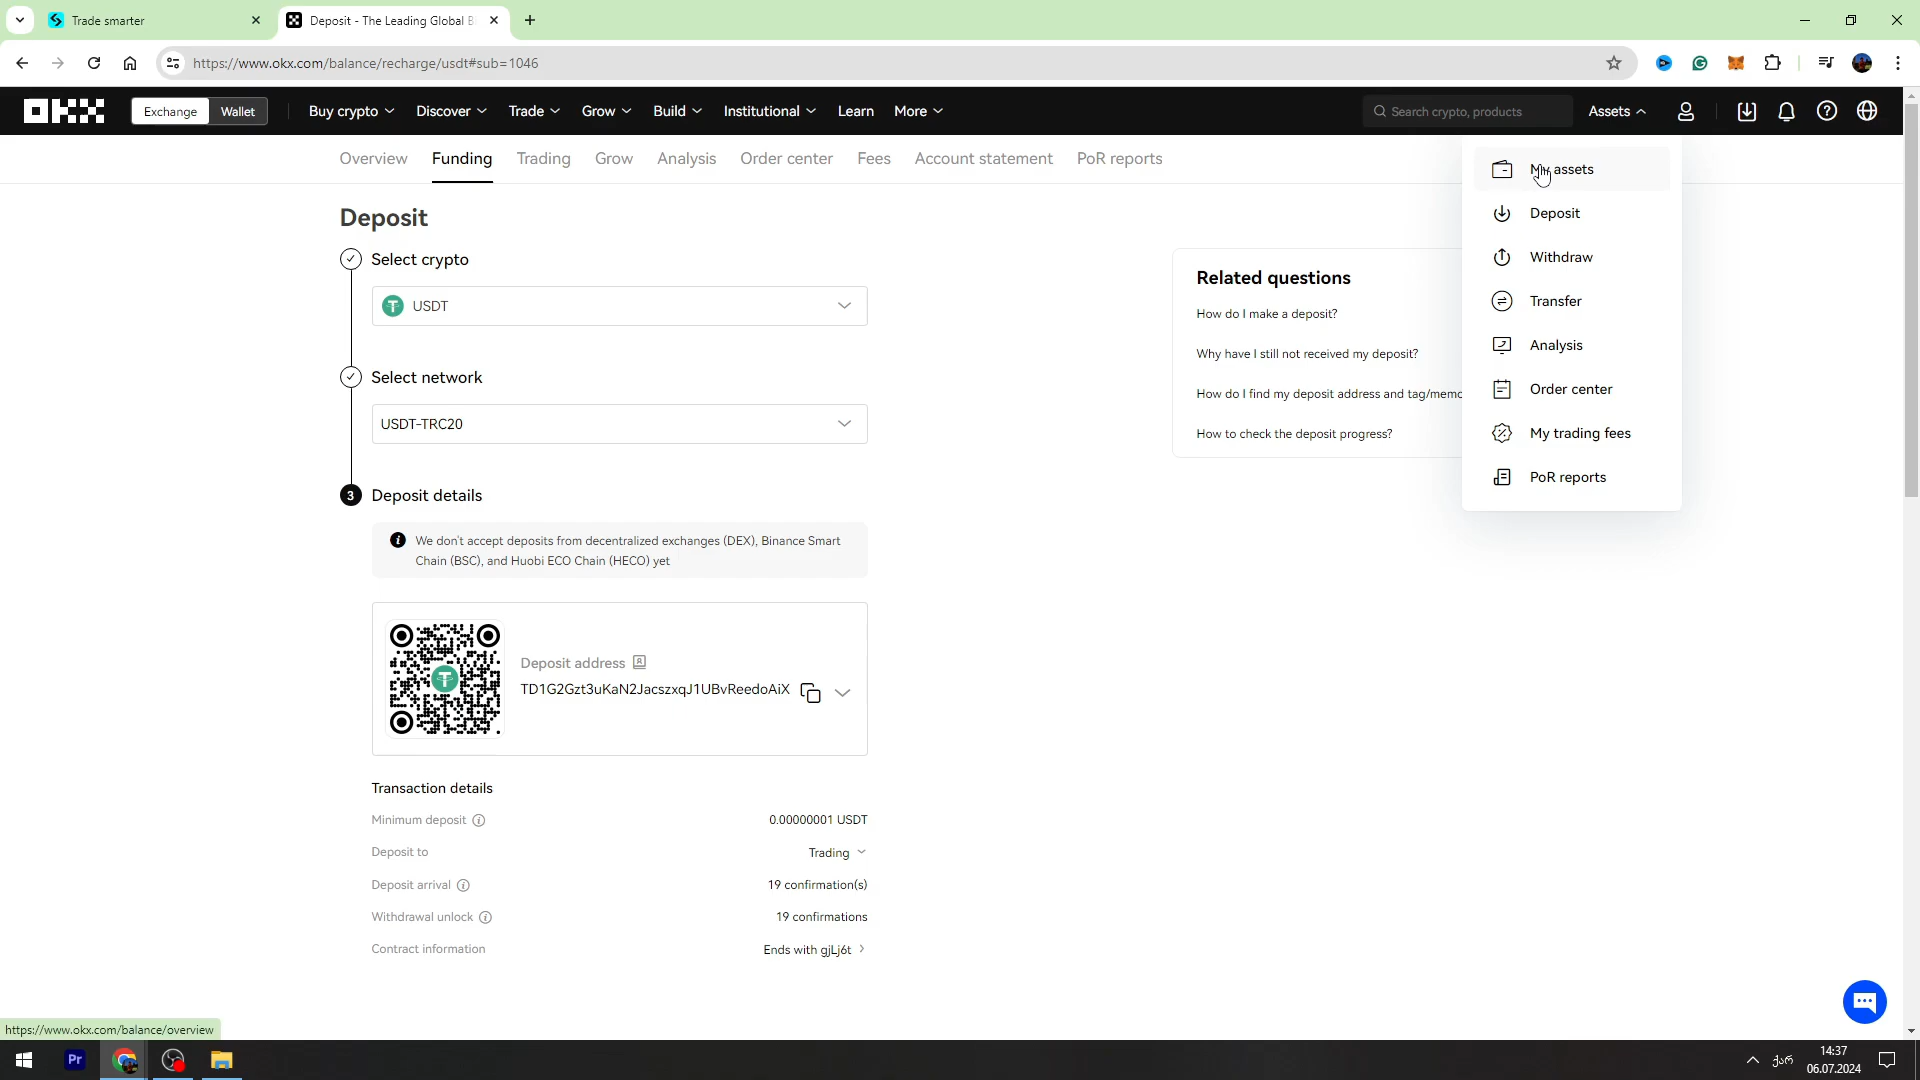 Trade smarter
Deposit - The Leading Global B
https://www.okx.com/balance/recharge/usdt#sub=1046
OKX
Exchange
Wallet
Buy crypto
Discover
Trade
Grow
Build
Institutional
Learn
More
Search crypto, products
Assets
Overview
Funding
Trading
Grow
Analysis
Order center
Fees
Account statement
PoR reports
My assets
Deposit
Withdraw
Transfer
Analysis
Order center
My trading fees
PoR reports
Deposit
Select crypto
USDT
Select network
USDT-TRC20
3 Deposit details
We don't accept deposits from decentralized exchanges (DEX), Binance Smart
Chain (BSC), and Huobi ECO Chain (HECO) yet
Deposit address
TD1G2Gzt3uKaN2JacszxqJ1UBvReedoAiX
Transaction details
Minimum deposit 0.00000001 USDT
Deposit to Trading
Deposit arrival 19 confirmation(s)
Withdrawal unlock 19 confirmations
Contract information Ends with gjLj6t
Related questions
How do I make a deposit?
Why have I still not received my deposit?
How do I find my deposit address and tag/memo
How to check the deposit progress?
https://www.okx.com/balance/overview
Pr
ქარ
14:37
06.07.2024